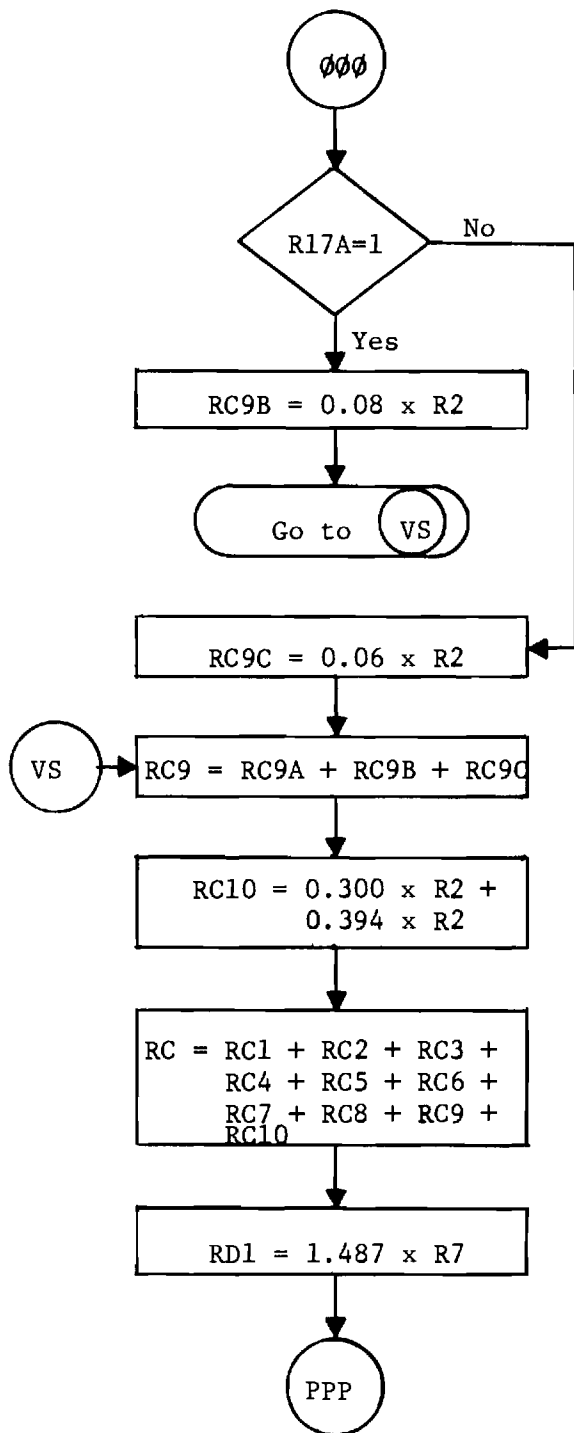 ØØØ
R17A=1
No
Yes
RC9B = 0.08 x R2
Go to VS
RC9C = 0.06 x R2
VS
RC9 = RC9A + RC9B + RC9C
RC10 = 0.300 x R2 +
0.394 x R2
RC = RC1 + RC2 + RC3 +
RC4 + RC5 + RC6 +
RC7 + RC8 + RC9 +
RC10
RD1 = 1.487 x R7
PPP